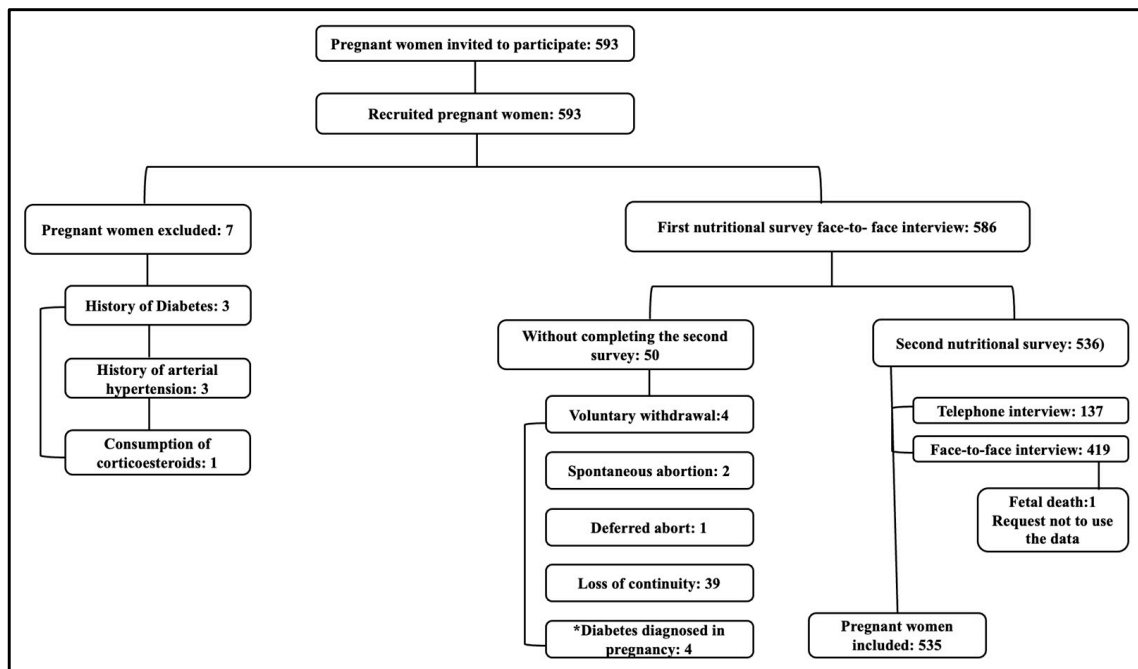 Pregnant women invited to participate: 593
Recruited pregnant women: 593
Pregnant women excluded: 7
First nutritional survey face-to- face interview: 586
History of Diabetes: 3
History of arterial
hypertension: 3
Consumption of
corticoesteroids: 1
Without completing the second
survey: 50
Voluntary withdrawal:4
Spontaneous abortion: 2
Deferred abort: 1
Loss of continuity: 39
*Diabetes diagnosed in
pregnancy: 4
Second nutritional survey: 536)
Telephone interview: 137
Face-to-face interview: 419
Fetal death:1
Request not to use
the data
Pregnant women
included: 535